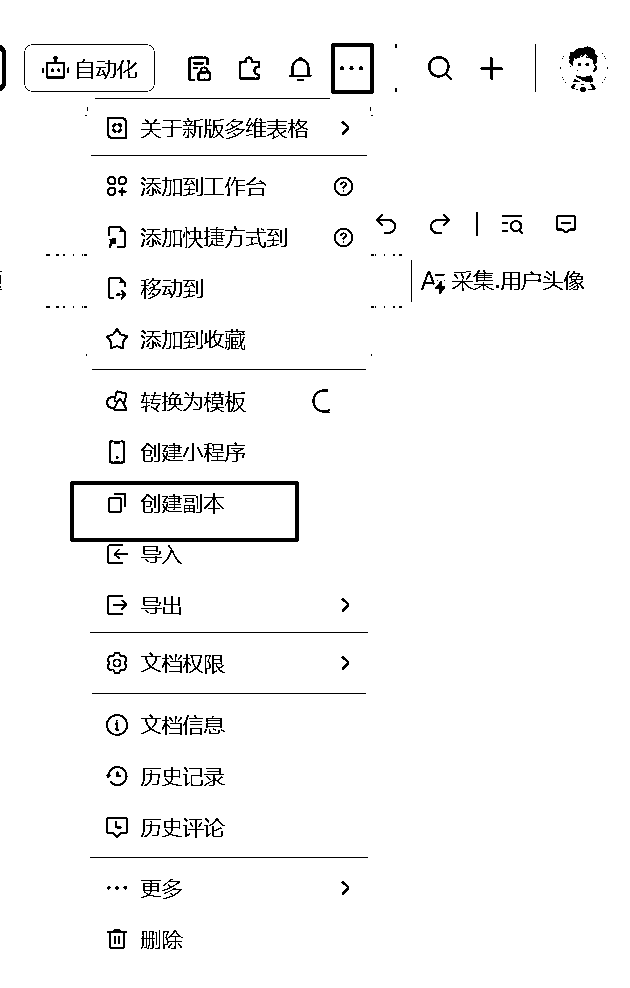 自动化
关于新版多维表格
添加到工作台
添加快捷方式到
移动到
采集.用户头像
添加到收藏
转换为模板
创建小程序
创建副本
导入
导出
文档权限
文档信息
历史记录
历史评论
更多
删除